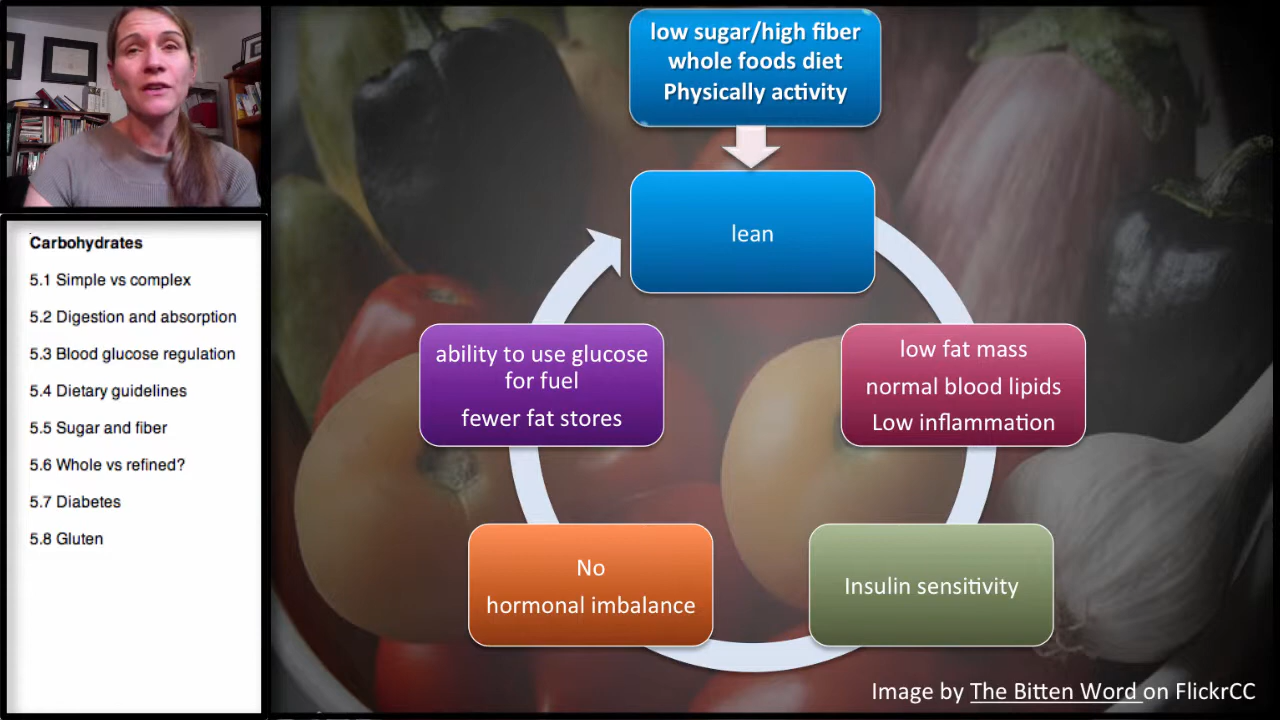 low sugar/high fiber
whole foods diet
Physically activity
lean
low fat mass
normal blood lipids
Low inflammation
Insulin sensitivity
No
hormonal imbalance
ability to use glucose
for fuel
fewer fat stores
Carbohydrates
5.1 Simple vs complex
5.2 Digestion and absorption
5.3 Blood glucose regulation
5.4 Dietary guidelines
5.5 Sugar and fiber
5.6 Whole vs refined?
5.7 Diabetes
5.8 Gluten
Image by The Bitten Word on FlickrCC